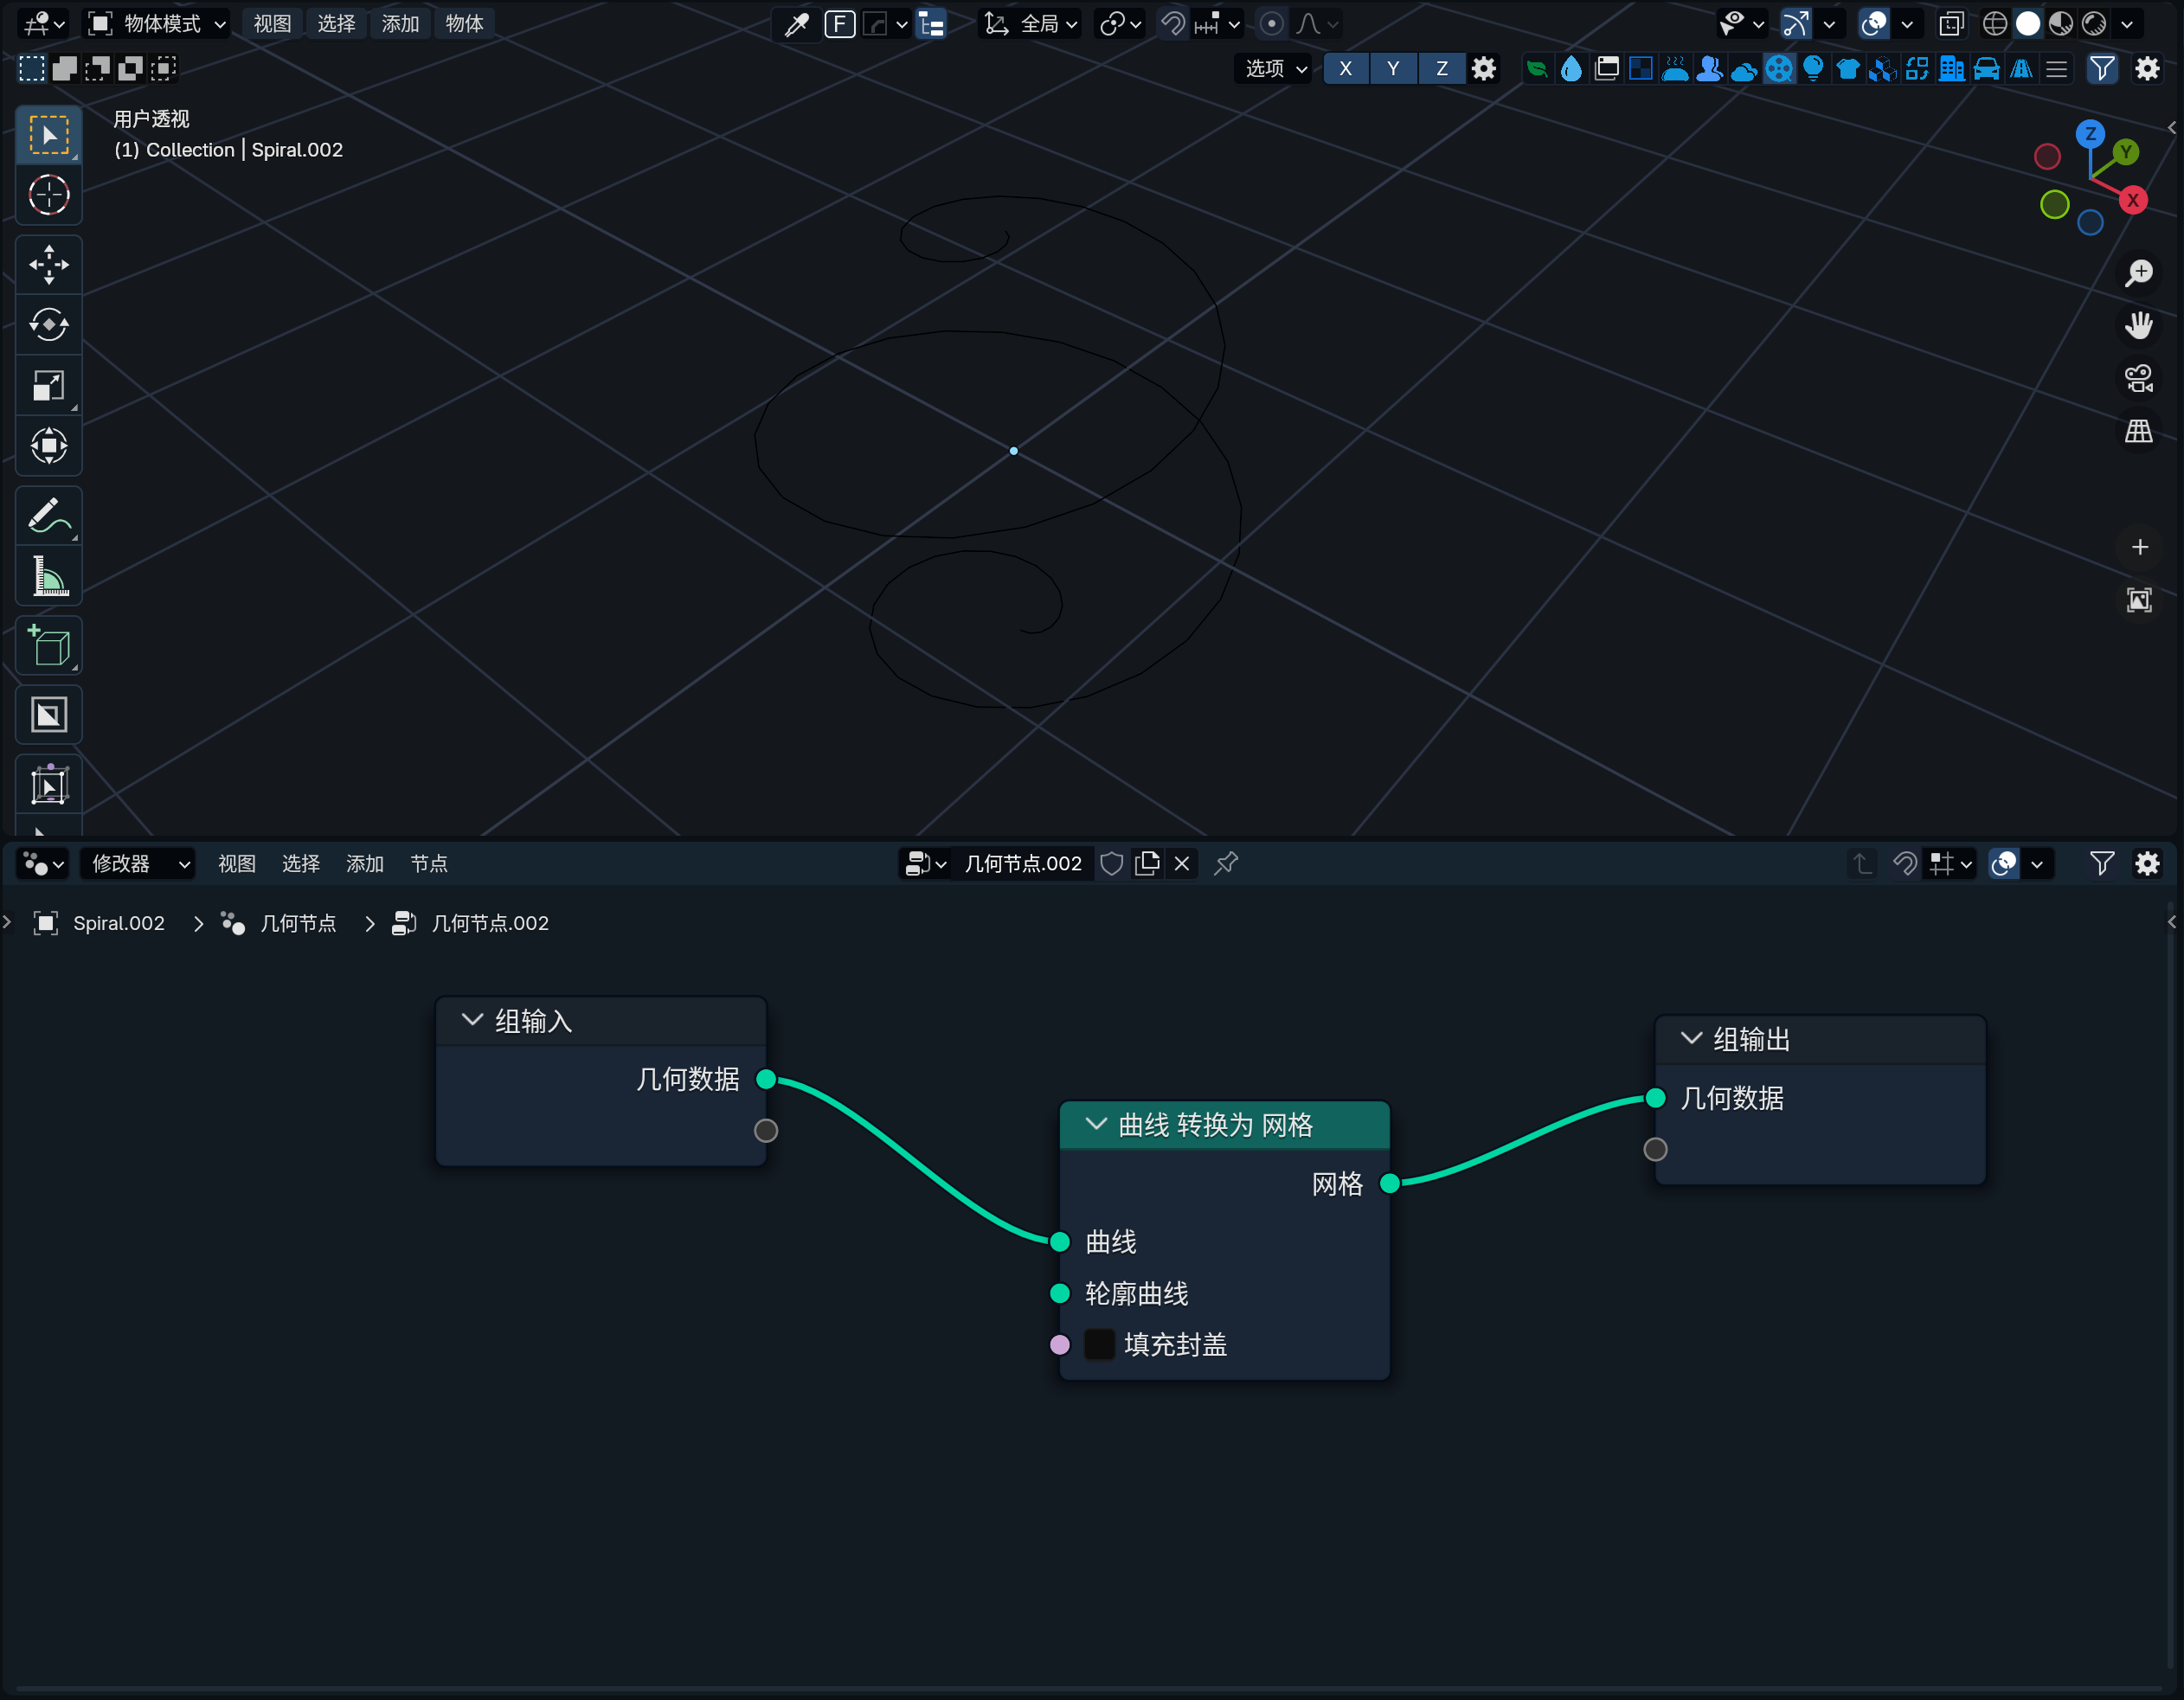 物体模式 视图 选择 添加 物体 F 全局
选项 X Y Z
用户透视
(1) Collection | Spiral.002
Z
Y
X
修改器 视图 选择 添加 节点 几何节点.002
Spiral.002 几何节点 几何节点.002
组输入
几何数据
曲线 转换为 网格
网格
曲线
轮廓曲线
填充封盖
组输出
几何数据